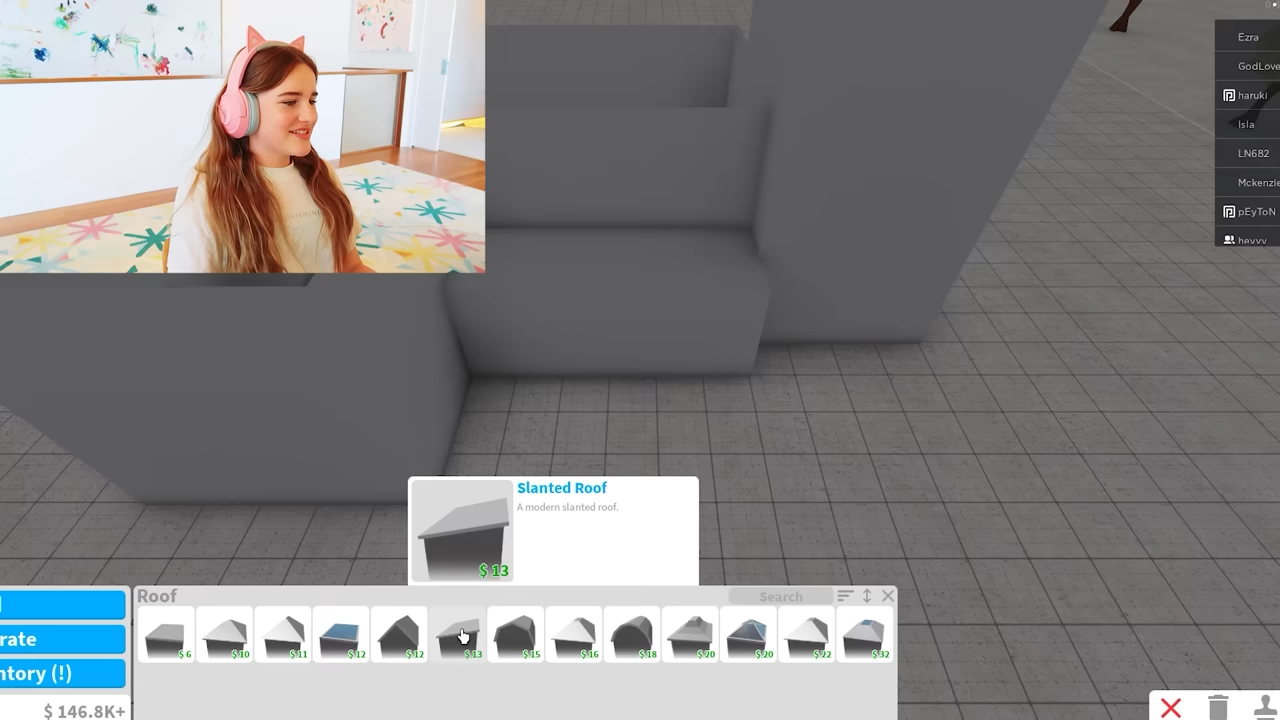 Ezra
GodLove
haruki
Isla
LN682
Mckenzie
pEyToN
heyyy
Slanted Roof
A modern slanted roof.
$ 13
Roof
Search
$ 6
$ 10
$ 11
$ 12
$ 12
$ 13
$ 15
$ 16
$ 18
$ 20
$ 20
$ 22
$ 32
rate
ntory (!)
$ 146.8K+